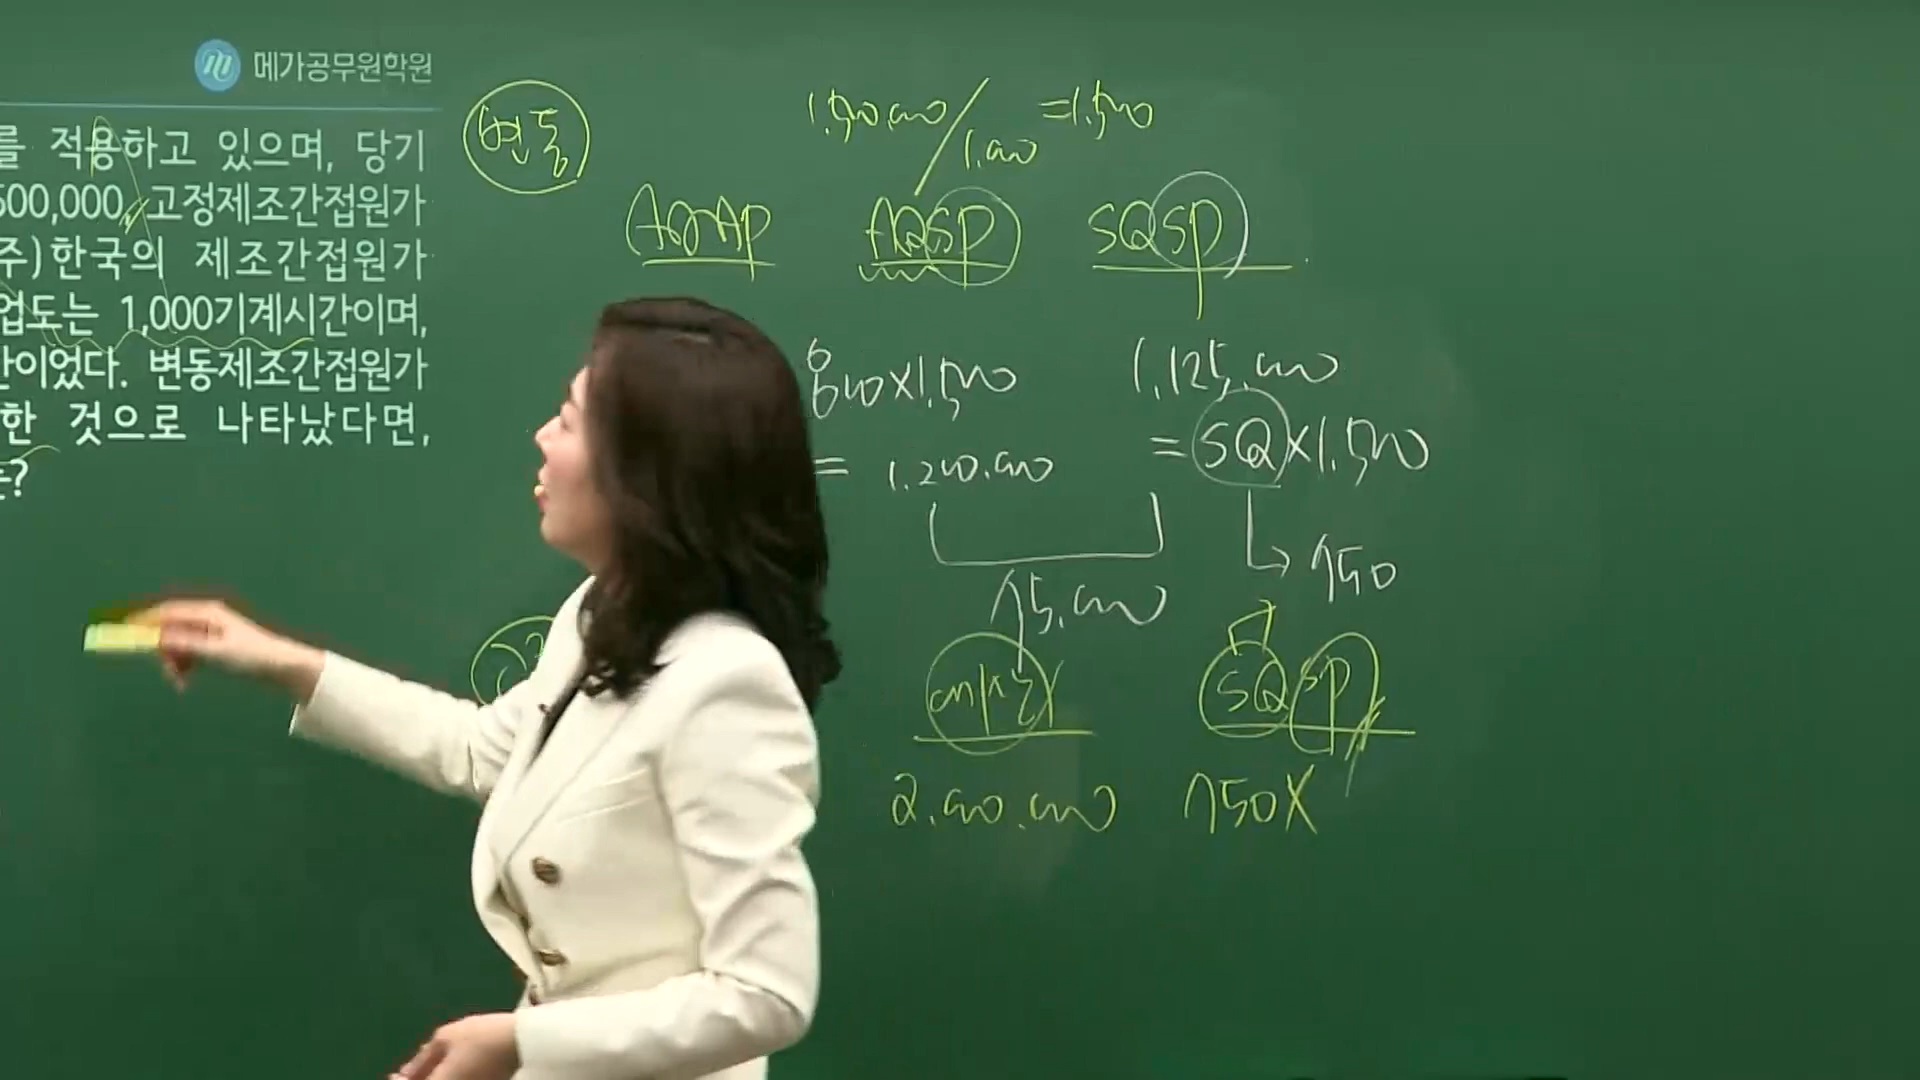 메가공무원학원
를 적용하고 있으며, 당기
500,000, 고정제조간접원가
주)한국의 제조간접원가
업도는 1,000기계시간이며,
간이었다. 변동제조간접원가
한 것으로 나타났다면,
는?
변동
1,500,000/1,000 =1,500
AQAP AQSP SQSP
800×1,500
= 1,200,000
1,125,000
= SQ×1,500
750
75,000
SQSP
2,000,000 750×